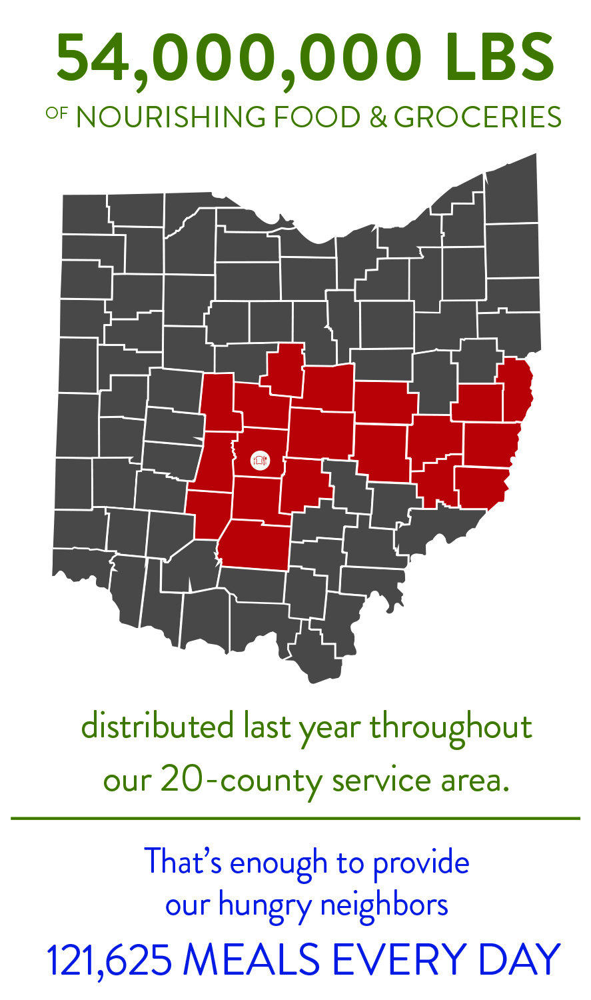 54,000,000 LBS
OF NOURISHING FOOD & GROCERIES
distributed last year throughout
our 20-county service area.
That's enough to provide
our hungry neighbors
121,625 MEALS EVERY DAY